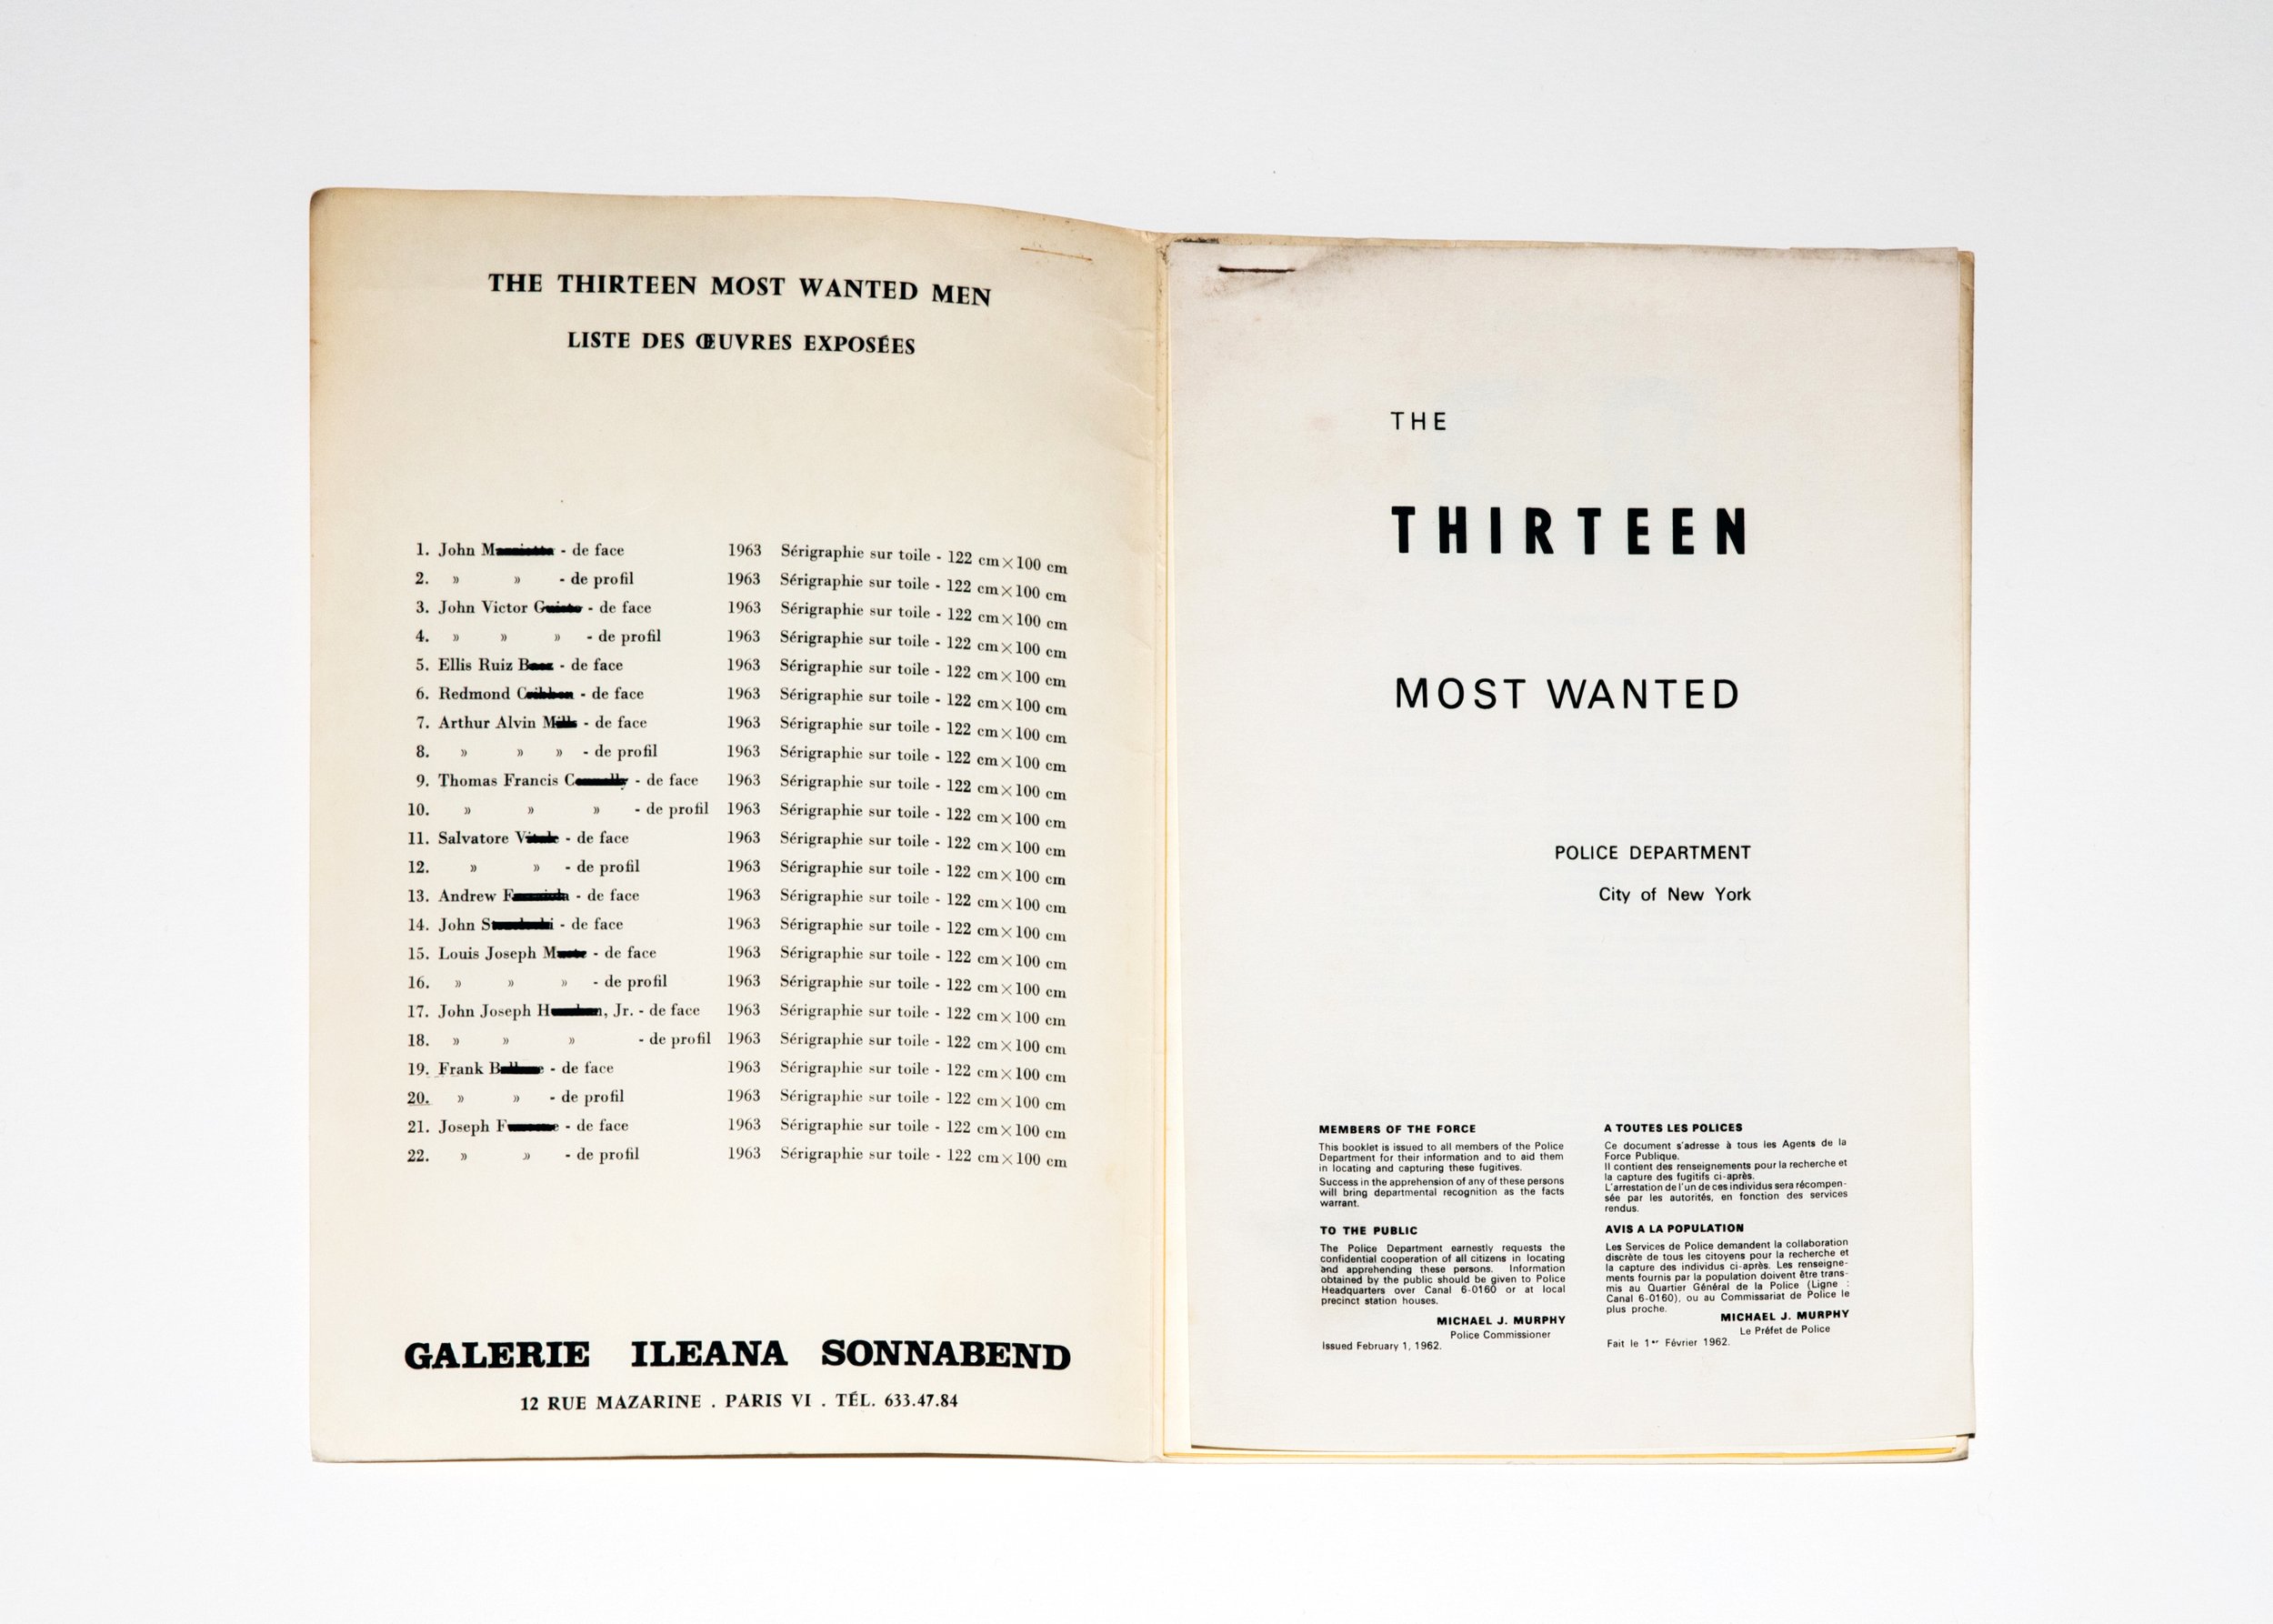 THE THIRTEEN MOST WANTED MEN
LISTE DES ŒUVRES EXPOSÉES
1. John M - de face 1963 Sérigraphie sur toile - 122 cm×100 cm
2. » » - de profil 1963 Sérigraphie sur toile - 122 cm×100 cm
3. John Victor G - de face 1963 Sérigraphie sur toile - 122 cm×100 cm
4. » » » - de profil 1963 Sérigraphie sur toile - 122 cm×100 cm
5. Ellis Ruiz B - de face 1963 Sérigraphie sur toile - 122 cm×100 cm
6. Redmond C - de face 1963 Sérigraphie sur toile - 122 cm×100 cm
7. Arthur Alvin M - de face 1963 Sérigraphie sur toile - 122 cm×100 cm
8. » » » - de profil 1963 Sérigraphie sur toile - 122 cm×100 cm
9. Thomas Francis C - de face 1963 Sérigraphie sur toile - 122 cm×100 cm
10. » » » - de profil 1963 Sérigraphie sur toile - 122 cm×100 cm
11. Salvatore V - de face 1963 Sérigraphie sur toile - 122 cm×100 cm
12. » » - de profil 1963 Sérigraphie sur toile - 122 cm×100 cm
13. Andrew F - de face 1963 Sérigraphie sur toile - 122 cm×100 cm
14. John S - de face 1963 Sérigraphie sur toile - 122 cm×100 cm
15. Louis Joseph M - de face 1963 Sérigraphie sur toile - 122 cm×100 cm
16. » » » - de profil 1963 Sérigraphie sur toile - 122 cm×100 cm
17. John Joseph H, Jr. - de face 1963 Sérigraphie sur toile - 122 cm×100 cm
18. » » » - de profil 1963 Sérigraphie sur toile - 122 cm×100 cm
19. Frank B - de face 1963 Sérigraphie sur toile - 122 cm×100 cm
20. » » - de profil 1963 Sérigraphie sur toile - 122 cm×100 cm
21. Joseph F - de face 1963 Sérigraphie sur toile - 122 cm×100 cm
22. » » - de profil 1963 Sérigraphie sur toile - 122 cm×100 cm
GALERIE ILEANA SONNABEND
12 RUE MAZARINE . PARIS VI . TÉL. 633.47.84
THE
THIRTEEN
MOST WANTED
POLICE DEPARTMENT
City of New York
MEMBERS OF THE FORCE
This booklet is issued to all members of the Police
Department for their information and to aid them
in locating and capturing these fugitives.
Success in the apprehension of any of these persons
will bring departmental recognition as the facts
warrant.
TO THE PUBLIC
The Police Department earnestly requests the
confidential cooperation of all citizens in locating
and apprehending these persons. Information
obtained by the public should be given to Police
Headquarters over Canal 6-0160 or at local
precinct station houses.
MICHAEL J. MURPHY
Police Commissioner
Issued February 1, 1962.
A TOUTES LES POLICES
Ce document s'adresse à tous les Agents de la
Force Publique.
Il contient des renseignements pour la recherche et
la capture des fugitifs ci-après.
L'arrestation de l'un de ces individus sera récompen-
sée par les autorités, en fonction des services
rendus.
AVIS A LA POPULATION
Les Services de Police demandent la collaboration
discrète de tous les citoyens pour la recherche et
la capture des individus ci-après. Les renseigne-
ments fournis par la population doivent être trans-
mis au Quartier Général de la Police (Ligne :
Canal 6-0160), ou au Commissariat de Police le
plus proche.
MICHAEL J. MURPHY
Le Préfet de Police
Fait le 1er Février 1962.